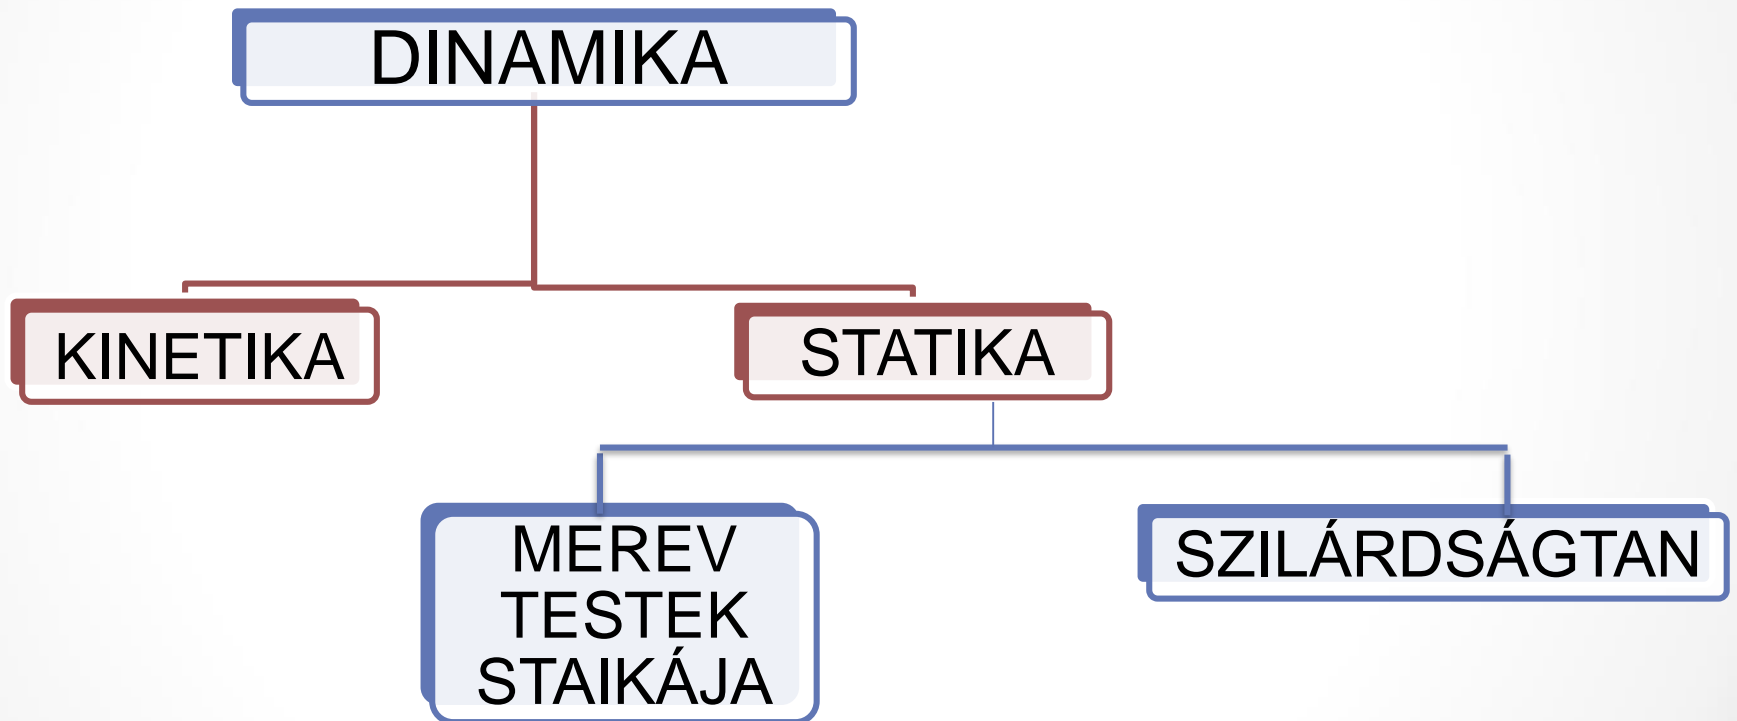 DINAMIKA
KINETIKA
STATIKA
MEREV
TESTEK
STAIKÁJA
SZILÁRDSÁGTAN